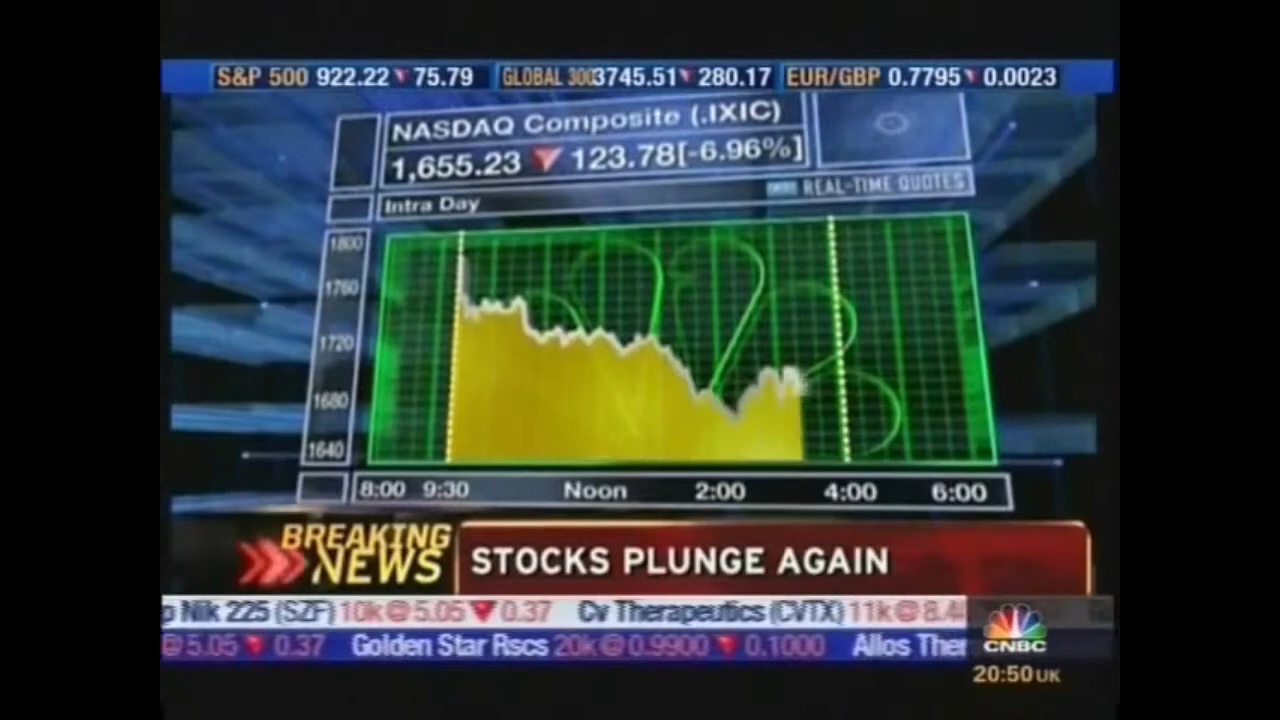 S&P 500 922.22 ▼ 75.79 GLOBAL 300 3745.51 ▼ 280.17 EUR/GBP 0.7795 ▼ 0.0023
NASDAQ Composite (.IXIC)
1,655.23 ▼ 123.78[-6.96%]
REAL-TIME QUOTES
Intra Day
1800
1760
1720
1680
1640
8:00 9:30 Noon 2:00 4:00 6:00
BREAKING
NEWS
STOCKS PLUNGE AGAIN
p Nik 225 (SZF) 10k@5.05 ▼ 0.37 Cv Therapeutics (CVTX) 11k@8.4
@5.05 ▼ 0.37 Golden Star Rscs 20k@0.9900 ▼ 0.1000 Allos Ther
CNBC
20:50 UK